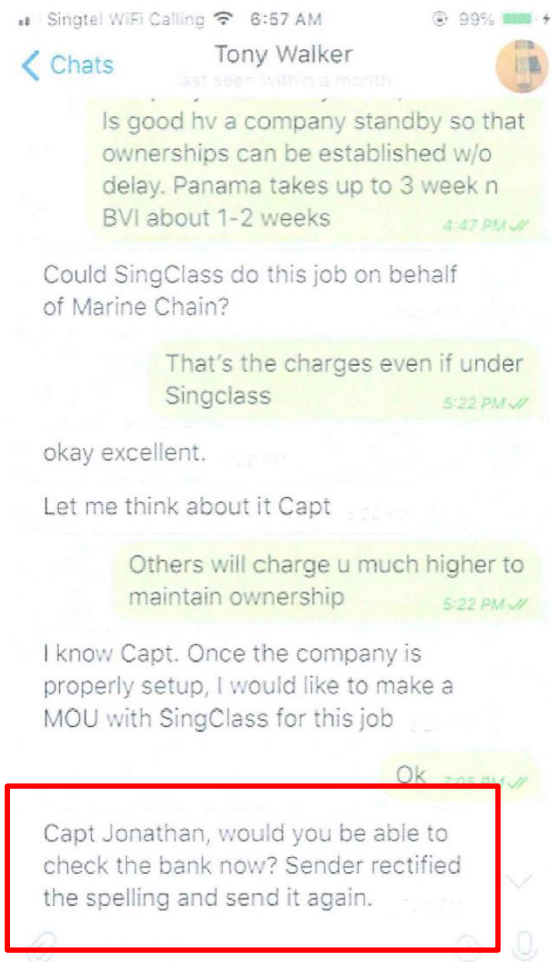 Singtel WiFi Calling 6:57 AM 99%
Chats
Tony Walker
last seen within a month
Is good hv a company standby so that
ownerships can be established w/o
delay. Panama takes up to 3 week n
BVI about 1-2 weeks
4:47 PM
Could SingClass do this job on behalf
of Marine Chain?
That's the charges even if under
Singclass
5:22 PM
okay excellent.
Let me think about it Capt
Others will charge u much higher to
maintain ownership
5:22 PM
I know Capt. Once the company is
properly setup, I would like to make a
MOU with SingClass for this job
Ok
7:05 PM
Capt Jonathan, would you be able to
check the bank now? Sender rectified
the spelling and send it again.